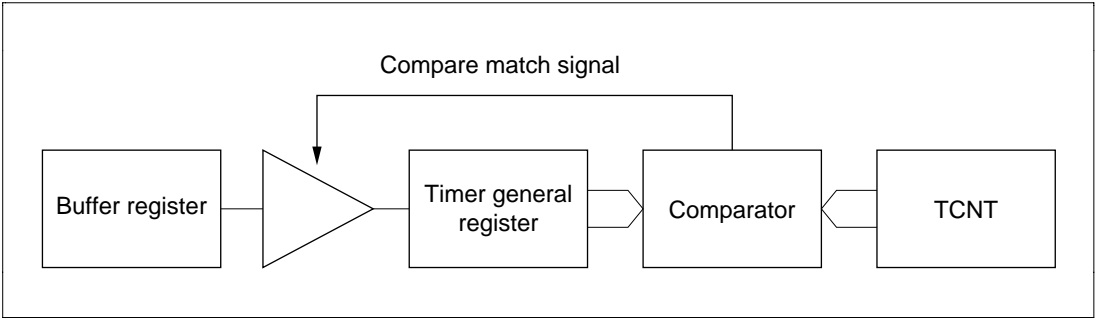 Compare match signal
Buffer register
Timer general
register
Comparator
TCNT